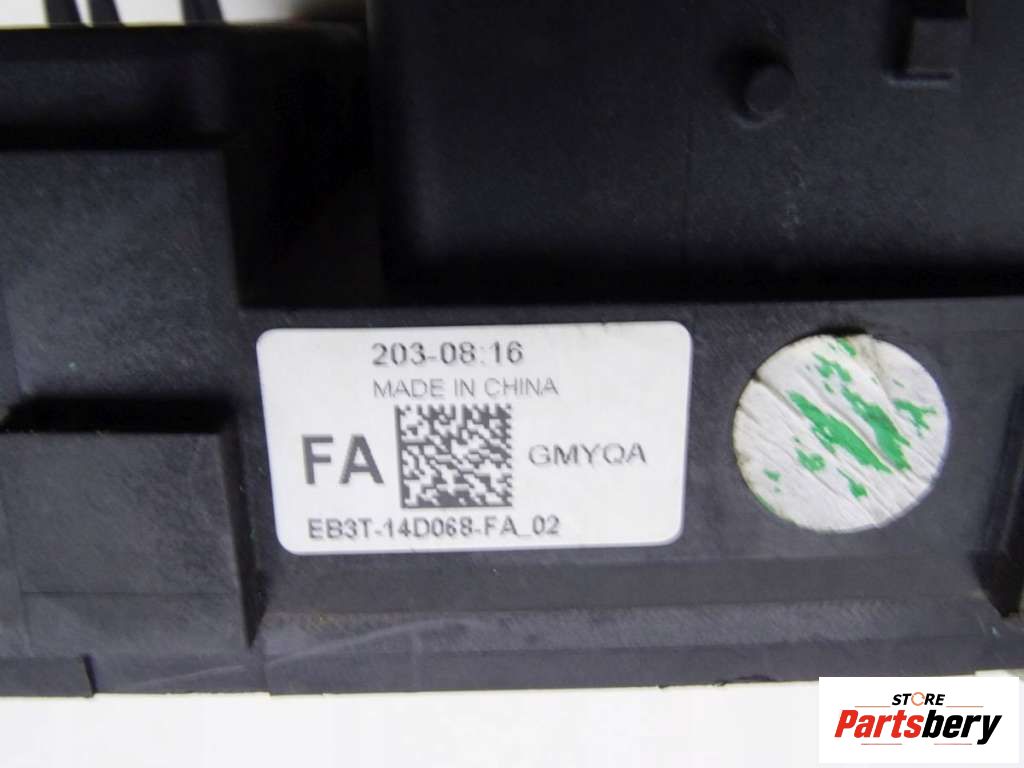 203-08:16
MADE IN CHINA
FA
GMYQA
EB3T-14D068-FA_02
STORE
Partsbery